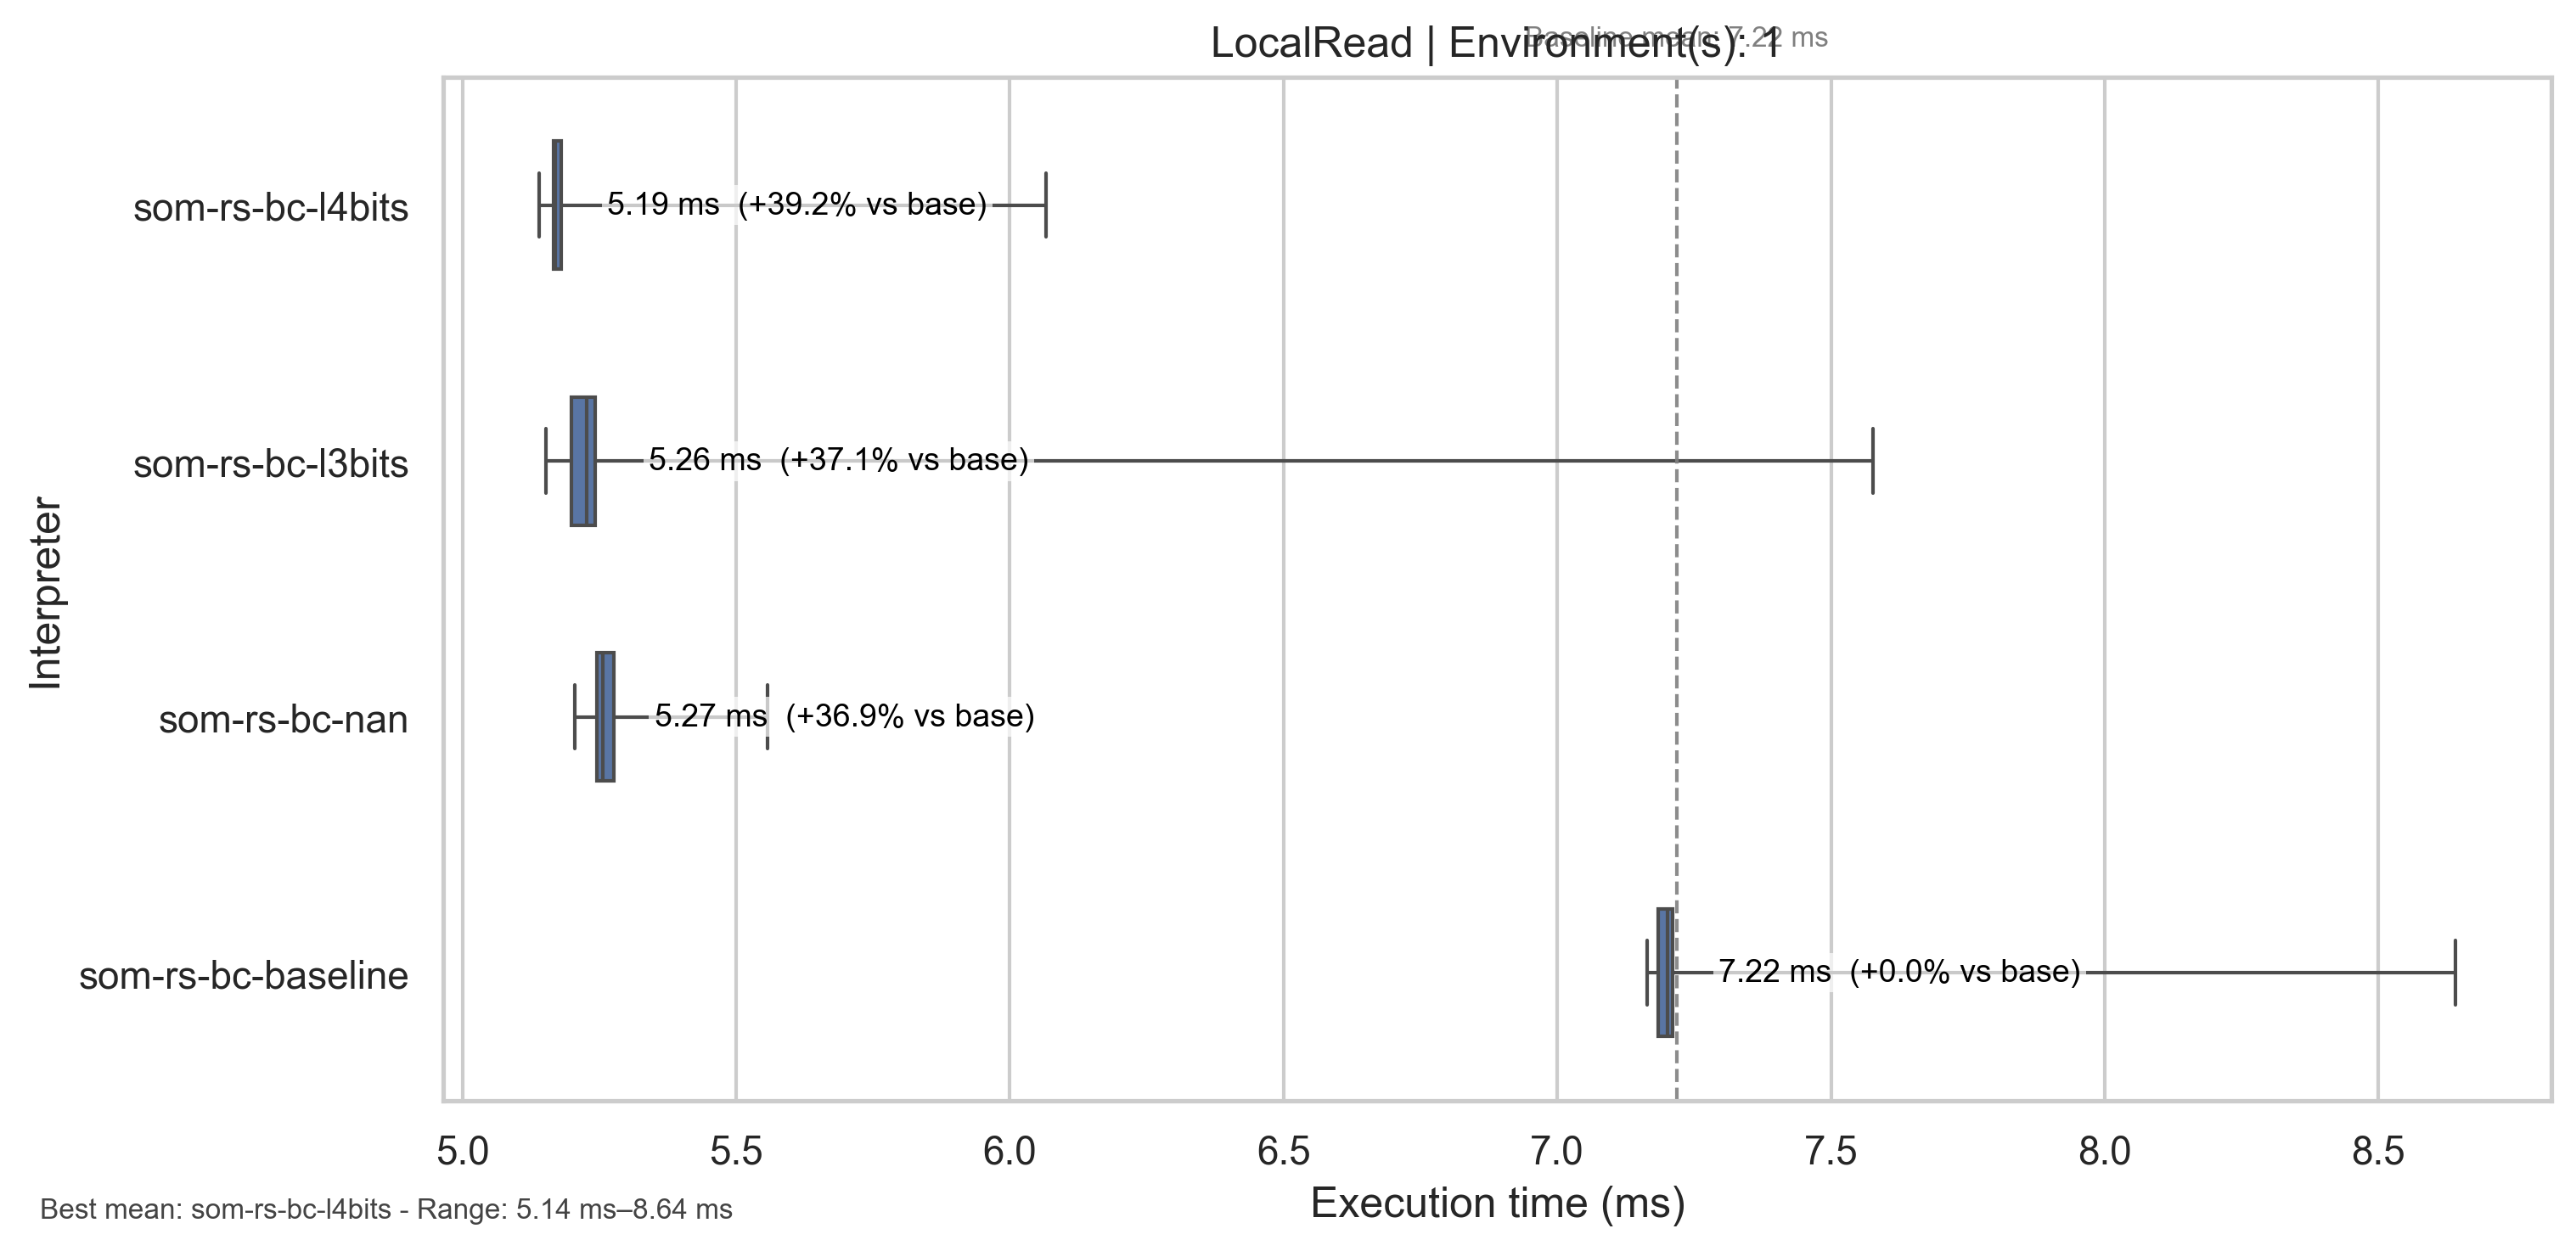 LocalRead | Environment(s): 1
Baseline mean: 7.22 ms
Interpreter
som-rs-bc-l4bits
5.19 ms (+39.2% vs base)
som-rs-bc-l3bits
5.26 ms (+37.1% vs base)
som-rs-bc-nan
5.27 ms (+36.9% vs base)
som-rs-bc-baseline
7.22 ms (+0.0% vs base)
5.0 5.5 6.0 6.5 7.0 7.5 8.0 8.5
Execution time (ms)
Best mean: som-rs-bc-l4bits - Range: 5.14 ms–8.64 ms